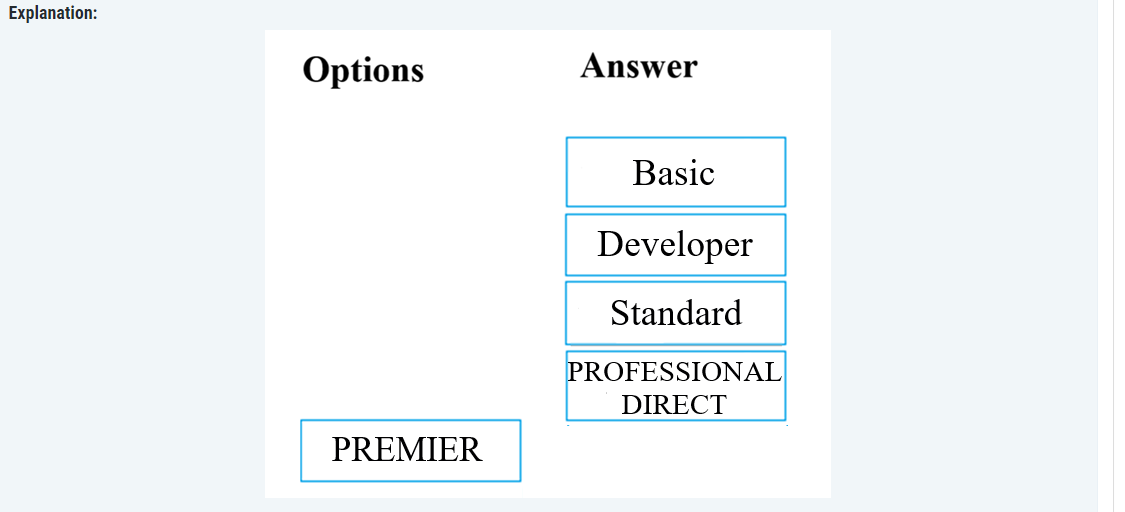 Explanation:
Options
Answer
Basic
Developer
Standard
PROFESSIONAL
DIRECT
PREMIER